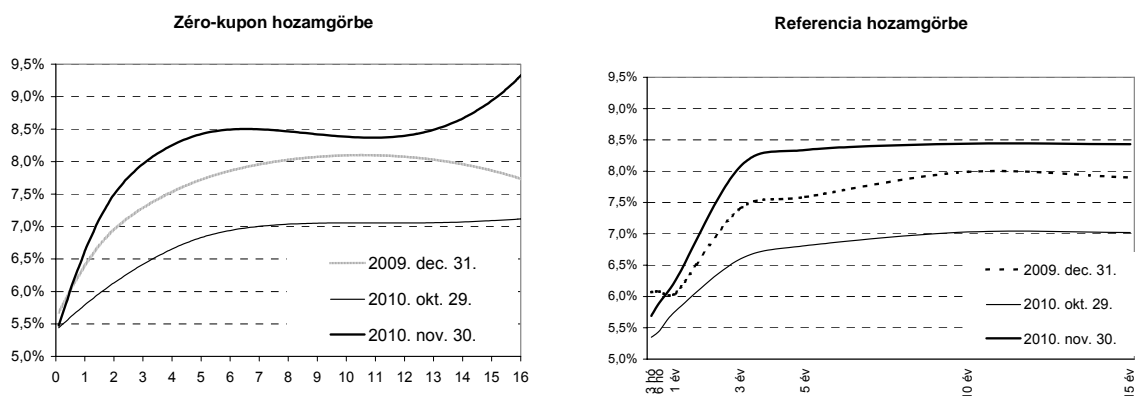 Zéro-kupon hozamgörbe
9,5%
9,0%
8,5%
8,0%
7,5%
7,0%
6,5%
6,0%
5,5%
5,0%
0 1 2 3 4 5 6 7 8 9 10 11 12 13 14 15 16
2009. dec. 31.
2010. okt. 29.
2010. nov. 30.
Referencia hozamgörbe
9,5%
9,0%
8,5%
8,0%
7,5%
7,0%
6,5%
6,0%
5,5%
5,0%
3 hó
6 hó
1 év
3 év
5 év
10 év
15 év
2009. dec. 31.
2010. okt. 29.
2010. nov. 30.